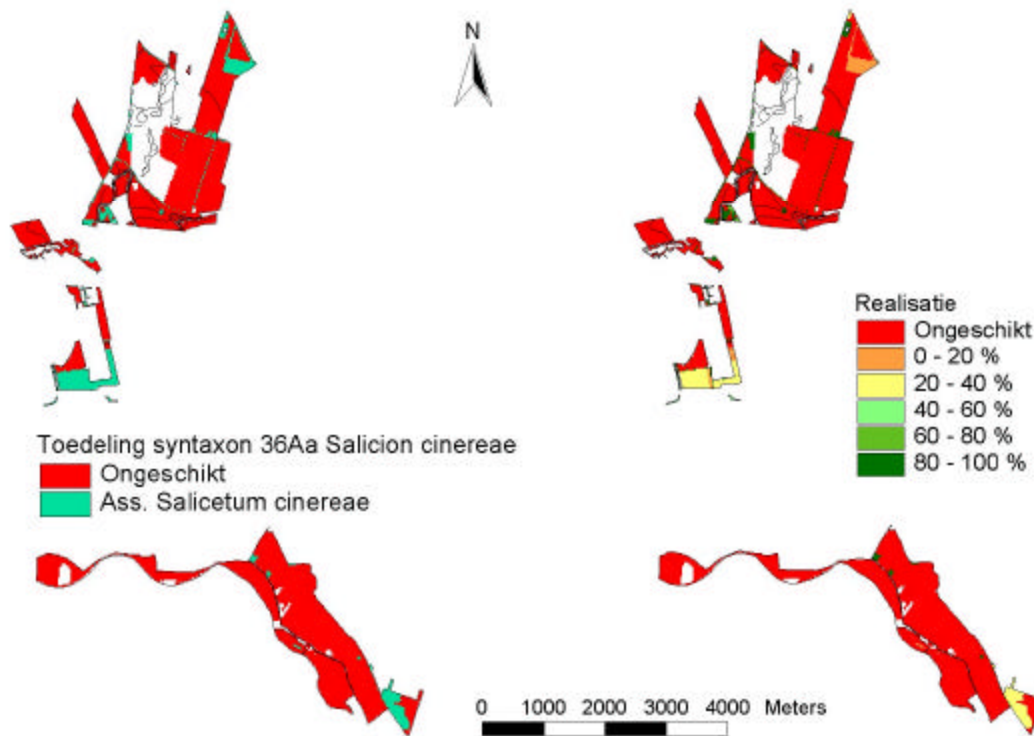 N
Realisatie
Ongeschikt
0 - 20 %
20 - 40 %
40 - 60 %
60 - 80 %
80 - 100 %
Toedeling syntaxon 36Aa Salicion cinereae
Ongeschikt
Ass. Salicetum cinereae
0 1000 2000 3000 4000 Meters